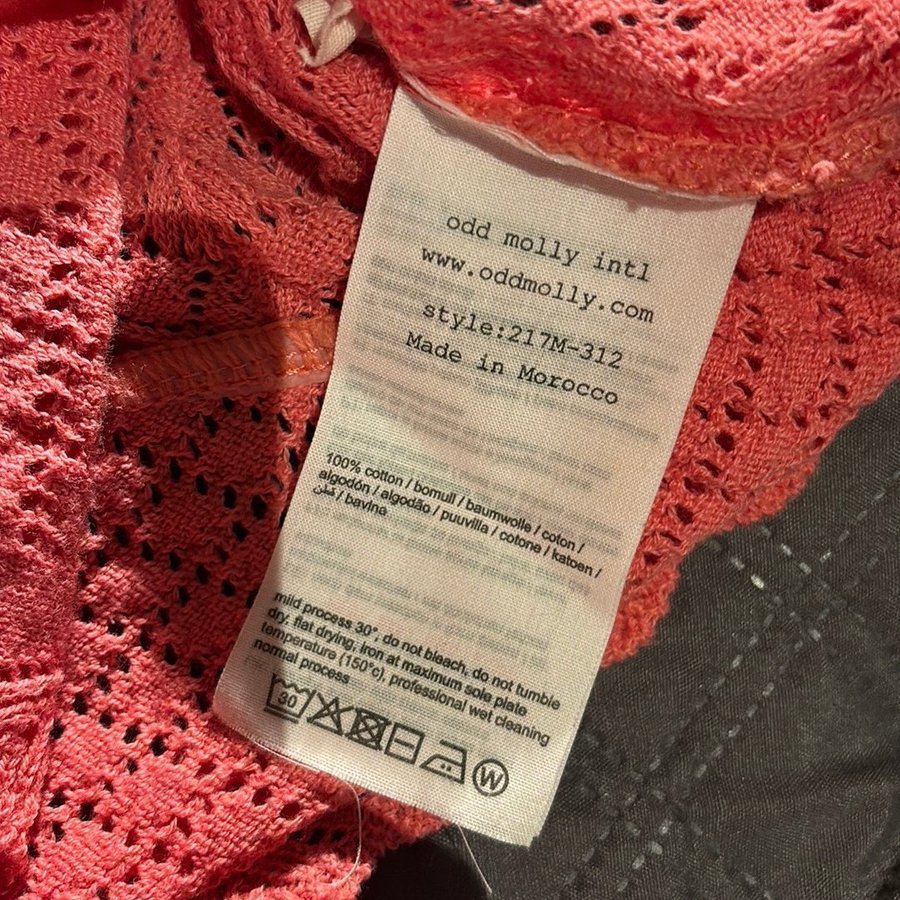 odd molly intl
www.oddmolly.com
style:217M-312
Made in Morocco
100% cotton / bomull / baumwolle / coton /
algodón / algodão / puuvilla / cotone / katoen /
قطن / bavlna
mild process 30°, do not bleach, do not tumble
dry, flat drying, iron at maximum sole plate
temperature (150°c), professional wet cleaning
normal process
30
W